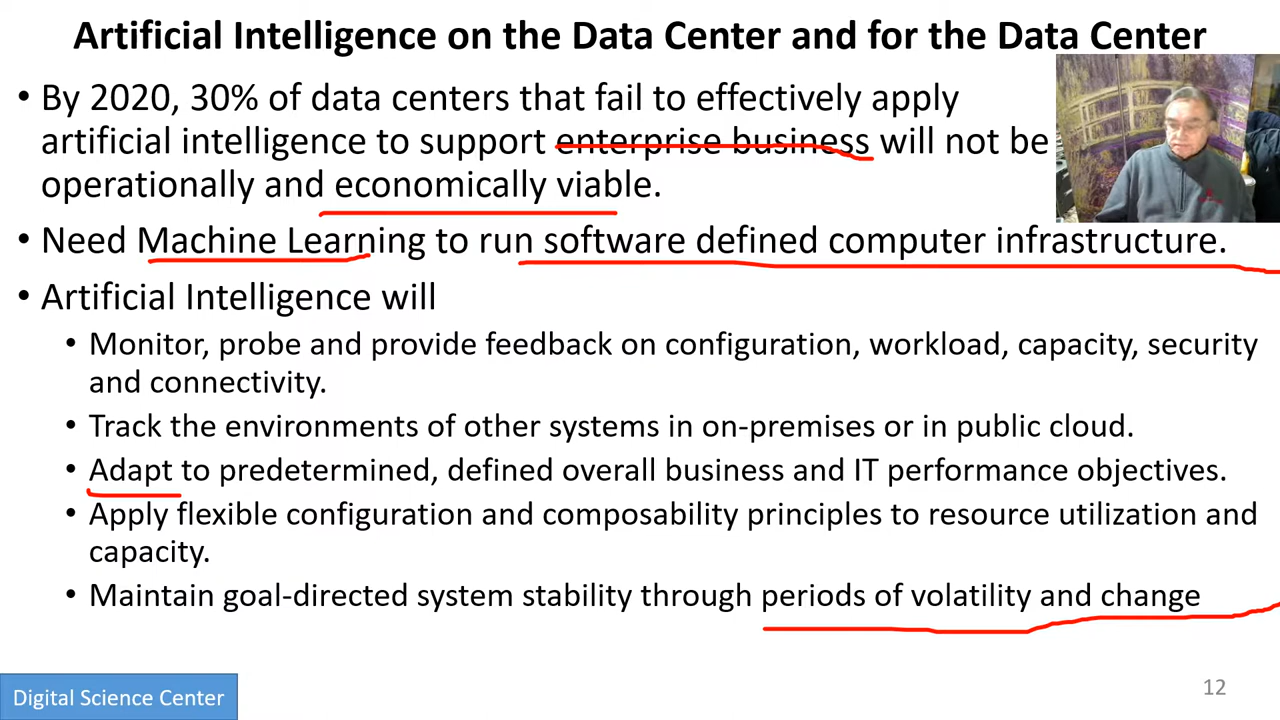 Artificial Intelligence on the Data Center and for the Data Center
• By 2020, 30% of data centers that fail to effectively apply
artificial intelligence to support enterprise business will not be
operationally and economically viable.
• Need Machine Learning to run software defined computer infrastructure.
• Artificial Intelligence will
• Monitor, probe and provide feedback on configuration, workload, capacity, security
and connectivity.
• Track the environments of other systems in on-premises or in public cloud.
• Adapt to predetermined, defined overall business and IT performance objectives.
• Apply flexible configuration and composability principles to resource utilization and
capacity.
• Maintain goal-directed system stability through periods of volatility and change
Digital Science Center
12